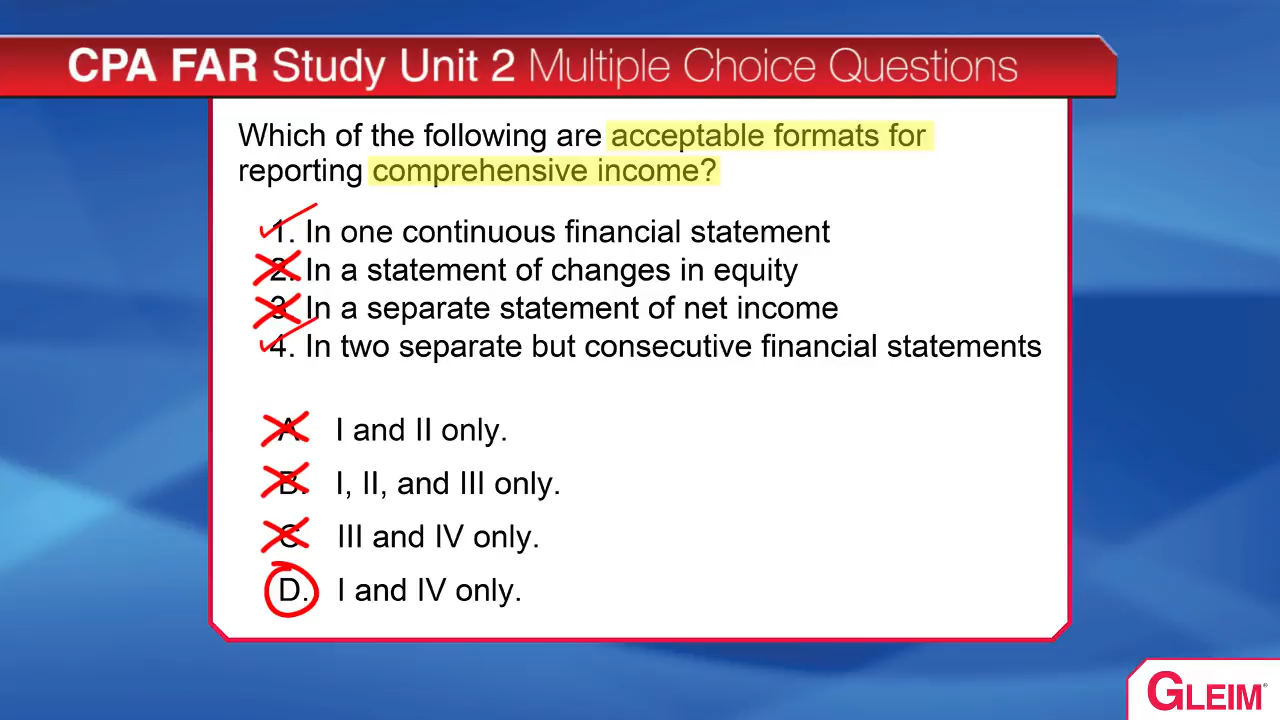 CPA FAR Study Unit 2 Multiple Choice Questions
Which of the following are acceptable formats for
reporting comprehensive income?
1. In one continuous financial statement
2. In a statement of changes in equity
3. In a separate statement of net income
4. In two separate but consecutive financial statements
A. I and II only.
B. I, II, and III only.
C. III and IV only.
D. I and IV only.
GLEIM®